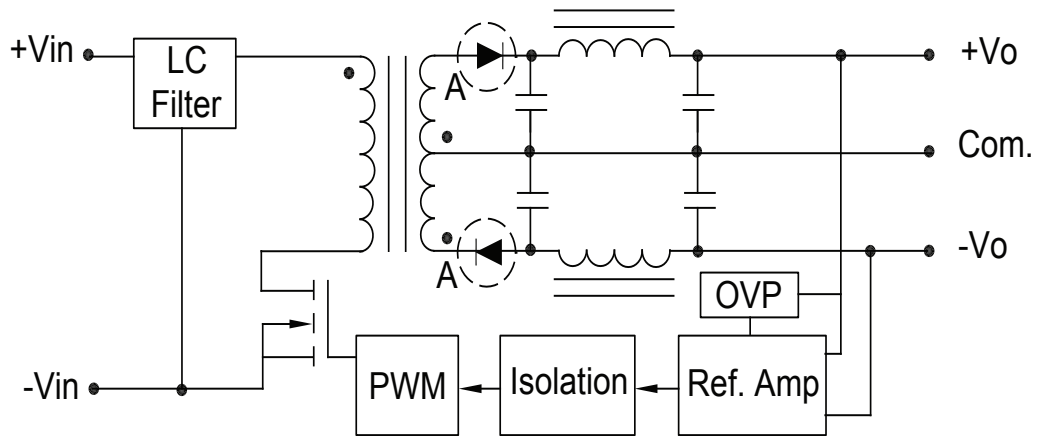 +Vin
LC
Filter
A
+Vo
Com.
A
-Vo
OVP
-Vin
PWM
Isolation
Ref. Amp